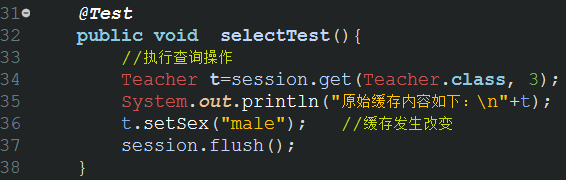 31 @Test
32 public void selectTest(){
33 //执行查询操作
34 Teacher t=session.get(Teacher.class, 3);
35 System.out.println("原始缓存内容如下：\n"+t);
36 t.setSex("male"); //缓存发生改变
37 session.flush();
38 }